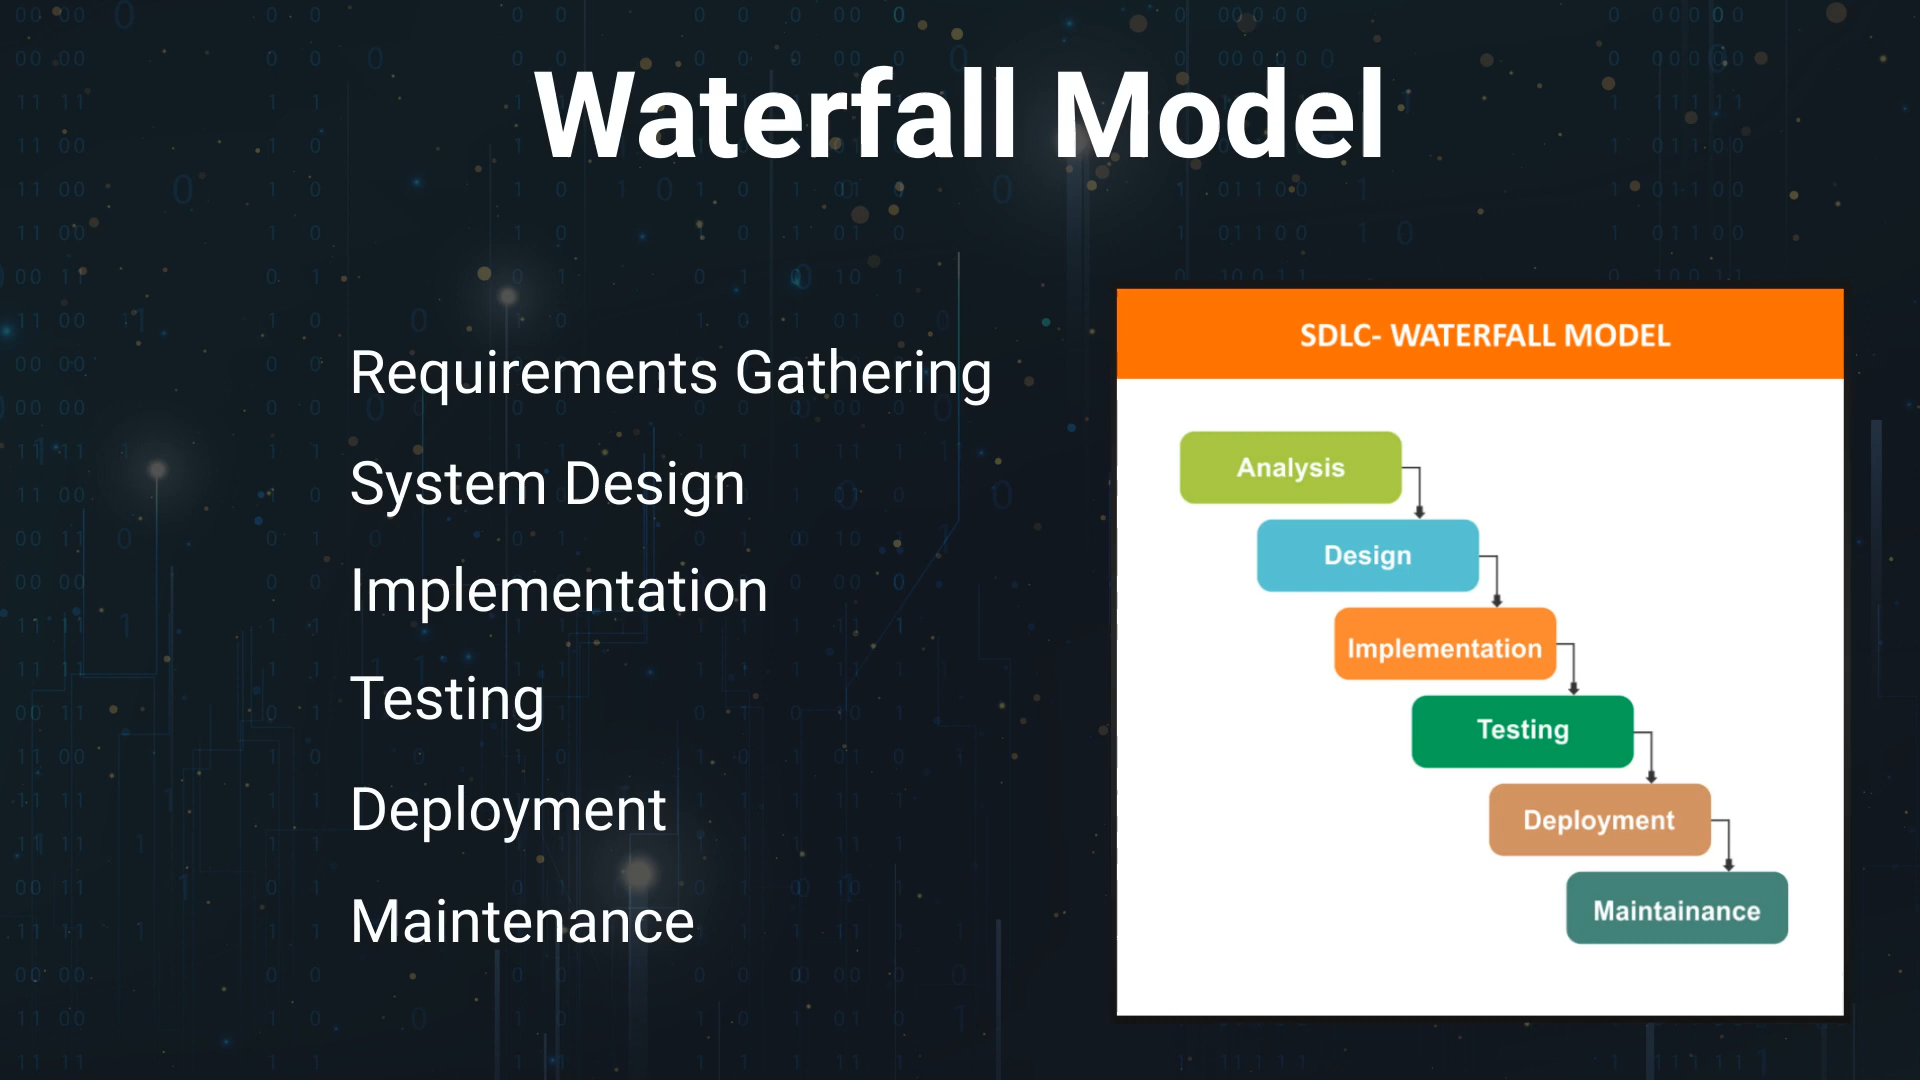 Waterfall Model
Requirements Gathering
System Design
Implementation
Testing
Deployment
Maintenance
SDLC- WATERFALL MODEL
Analysis
Design
Implementation
Testing
Deployment
Maintainance